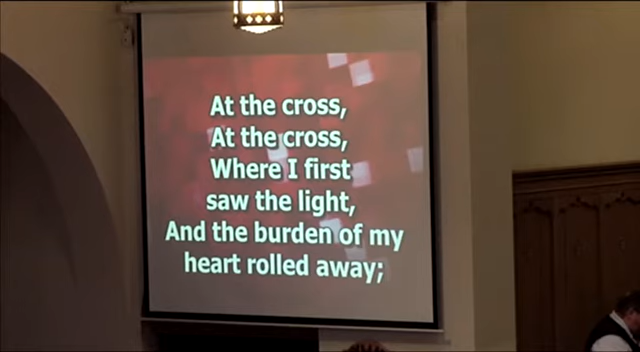 At the cross,
At the cross,
Where I first
saw the light,
And the burden of my
heart rolled away;